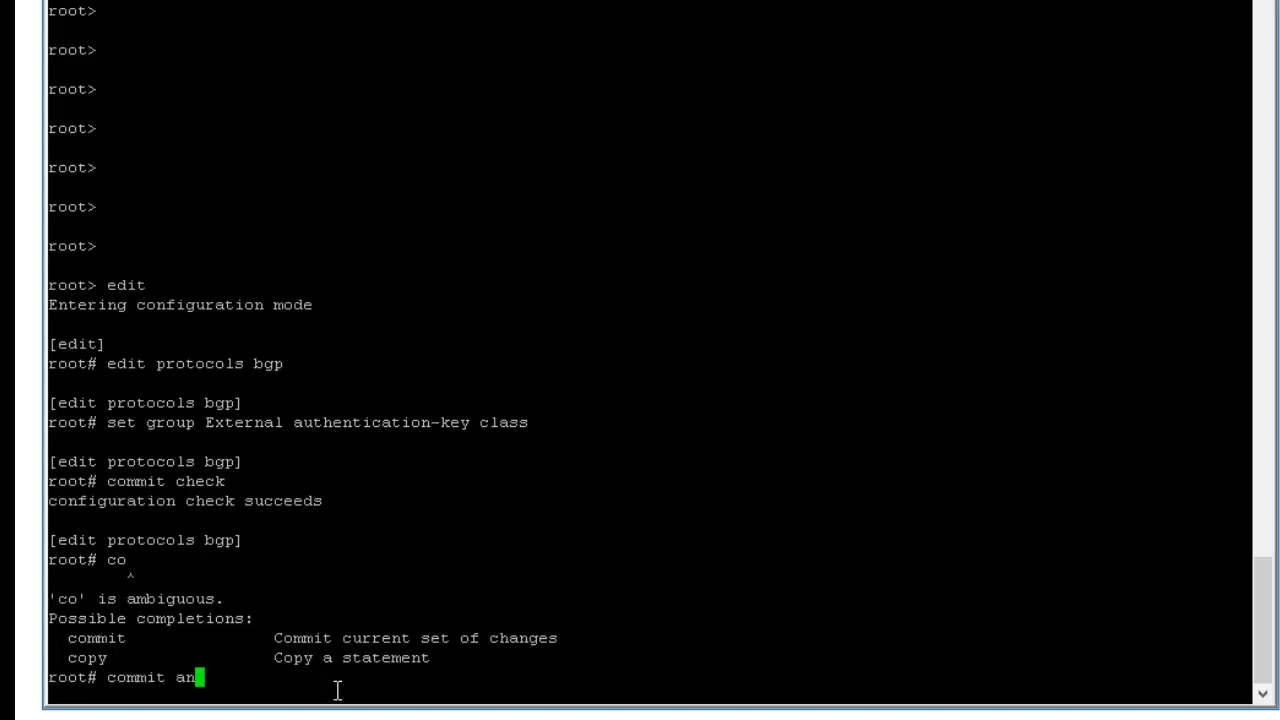 root>
root>
root>
root>
root>
root>
root>
root> edit
Entering configuration mode
[edit]
root# edit protocols bgp
[edit protocols bgp]
root# set group External authentication-key class
[edit protocols bgp]
root# commit check
configuration check succeeds
[edit protocols bgp]
root# co
^
'co' is ambiguous.
Possible completions:
commit Commit current set of changes
copy Copy a statement
root# commit an